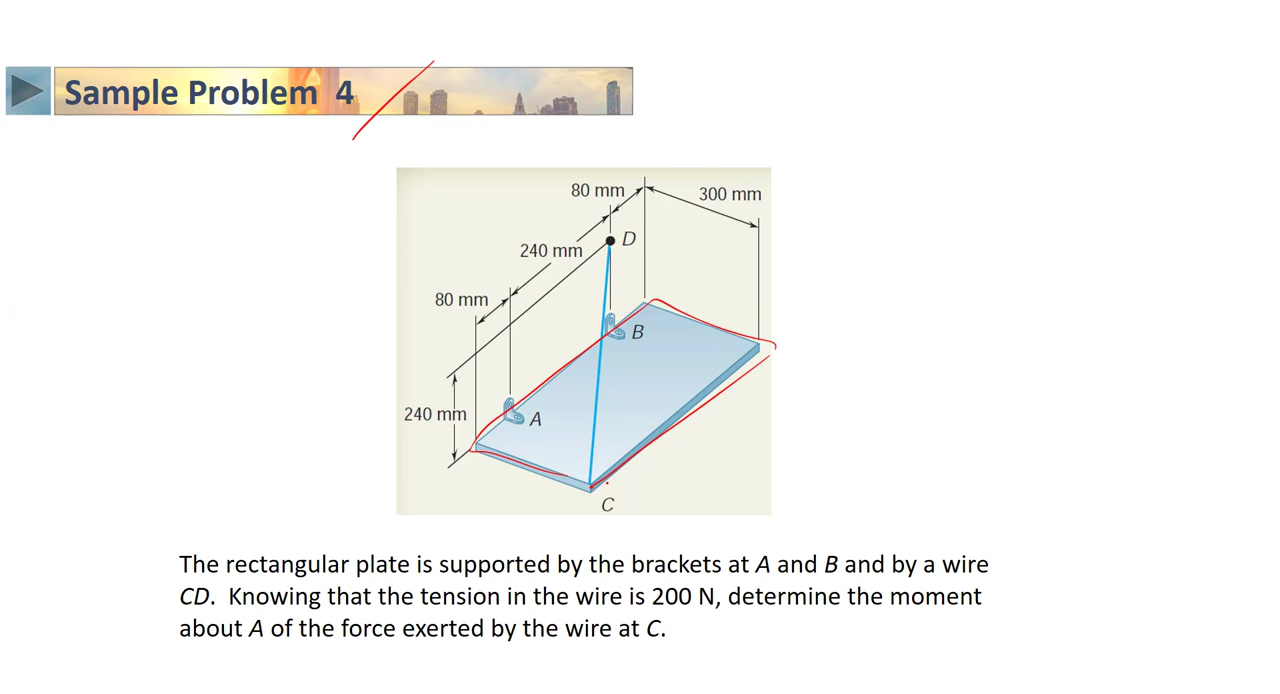 Sample Problem 4
80 mm
300 mm
D
240 mm
80 mm
B
240 mm
A
C
The rectangular plate is supported by the brackets at A and B and by a wire
CD. Knowing that the tension in the wire is 200 N, determine the moment
about A of the force exerted by the wire at C.